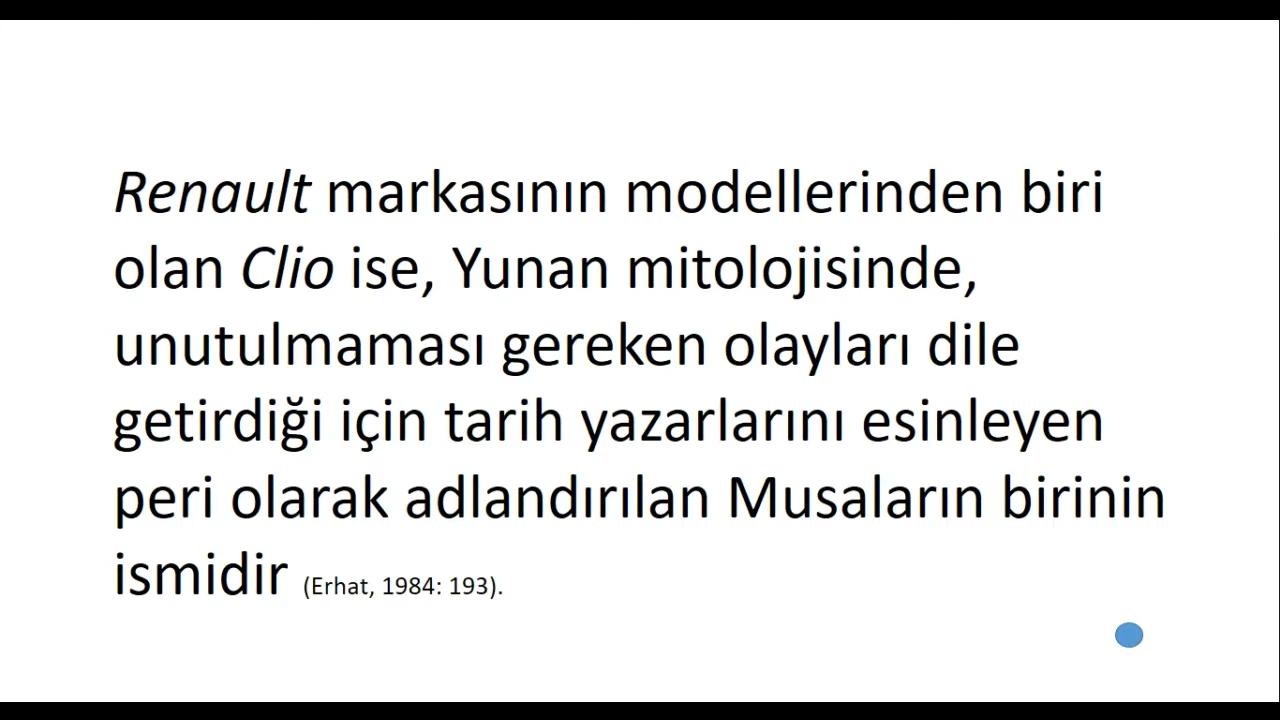 Renault markasının modellerinden biri
olan Clio ise, Yunan mitolojisinde,
unutulmaması gereken olayları dile
getirdiği için tarih yazarlarını esinleyen
peri olarak adlandırılan Musaların birinin
ismidir (Erhat, 1984: 193).